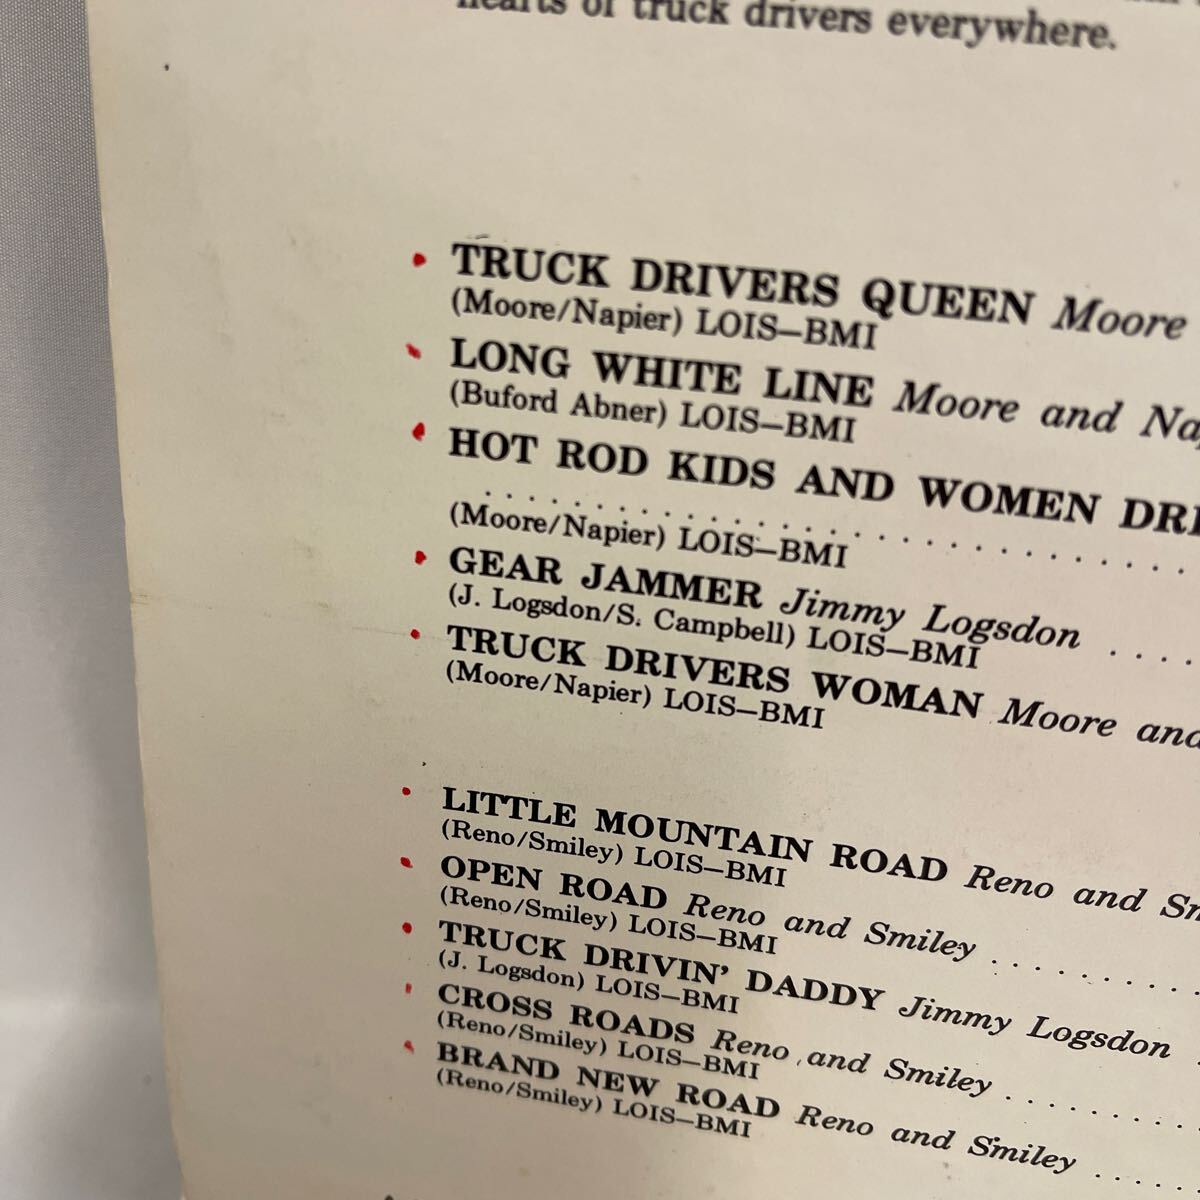 hearts of truck drivers everywhere.
TRUCK DRIVERS QUEEN Moore
(Moore/Napier) LOIS—BMI
LONG WHITE LINE Moore and
(Buford Abner) LOIS—BMI
HOT ROD KIDS AND WOMEN
(Moore/Napier) LOIS—BMI
GEAR JAMMER Jimmy Logsdon . . . .
(J. Logsdon/S. Campbell) LOIS—BMI
TRUCK DRIVERS WOMAN Moore and
(Moore/Napier) LOIS—BMI
LITTLE MOUNTAIN ROAD Reno and
(Reno/Smiley) LOIS—BMI
OPEN ROAD Reno and Smiley . . . . . . . . . . . .
(Reno/Smiley) LOIS—BMI
TRUCK DRIVIN' DADDY Jimmy Logsdon .
(J. Logsdon) LOIS—BMI
CROSS ROADS Reno and Smiley . . . . . . . . . . .
(Reno/Smiley) LOIS—BMI
BRAND NEW ROAD Reno and Smiley . . . . . .
(Reno/Smiley) LOIS—BMI